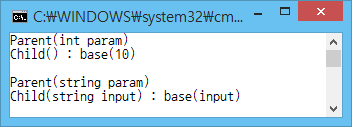 C:₩WINDOWS₩system32₩cm...
Parent(int param)
Child() : base(10)
Parent(string param)
Child(string input) : base(input)